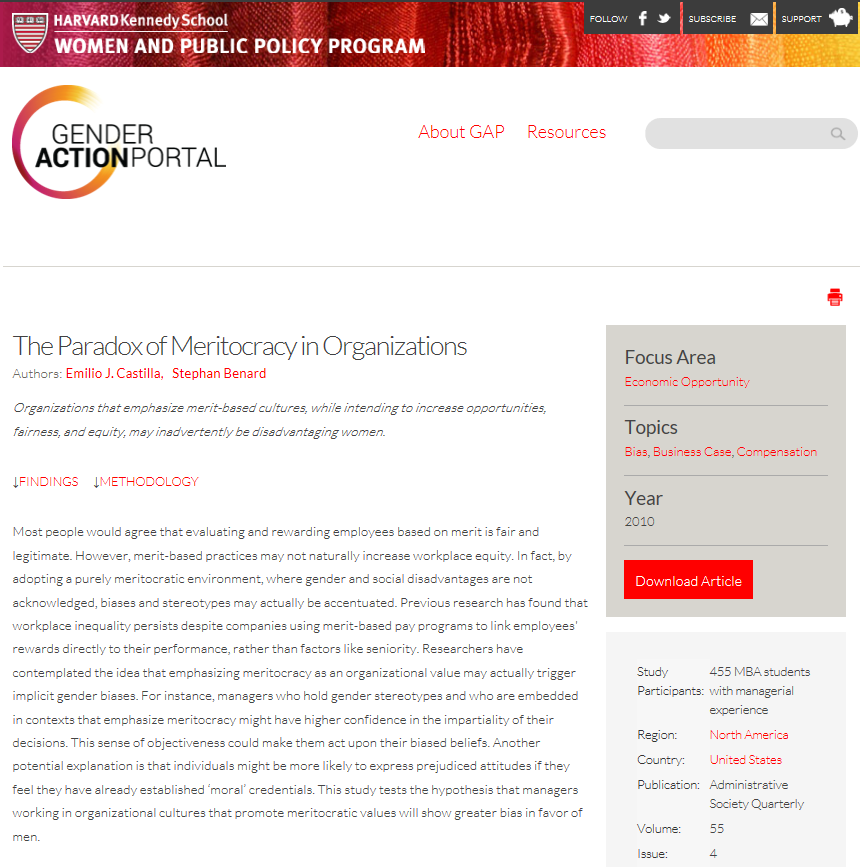 HARVARD Kennedy School
WOMEN AND PUBLIC POLICY PROGRAM
FOLLOW
SUBSCRIBE
SUPPORT
GENDER
ACTIONPORTAL
About GAP
Resources
The Paradox of Meritocracy in Organizations
Authors: Emilio J. Castilla, Stephan Benard
Organizations that emphasize merit-based cultures, while intending to increase opportunities,
fairness, and equity, may inadvertently be disadvantaging women.
↓FINDINGS ↓METHODOLOGY
Most people would agree that evaluating and rewarding employees based on merit is fair and
legitimate. However, merit-based practices may not naturally increase workplace equity. In fact, by
adopting a purely meritocratic environment, where gender and social disadvantages are not
acknowledged, biases and stereotypes may actually be accentuated. Previous research has found that
workplace inequality persists despite companies using merit-based pay programs to link employees'
rewards directly to their performance, rather than factors like seniority. Researchers have
contemplated the idea that emphasizing meritocracy as an organizational value may actually trigger
implicit gender biases. For instance, managers who hold gender stereotypes and who are embedded
in contexts that emphasize meritocracy might have higher confidence in the impartiality of their
decisions. This sense of objectiveness could make them act upon their biased beliefs. Another
potential explanation is that individuals might be more likely to express prejudiced attitudes if they
feel they have already established ‘moral’ credentials. This study tests the hypothesis that managers
working in organizational cultures that promote meritocratic values will show greater bias in favor of
men.
Focus Area
Economic Opportunity
Topics
Bias, Business Case, Compensation
Year
2010
Download Article
Study 455 MBA students
Participants: with managerial
experience
Region: North America
Country: United States
Publication: Administrative
Society Quarterly
Volume: 55
Issue: 4